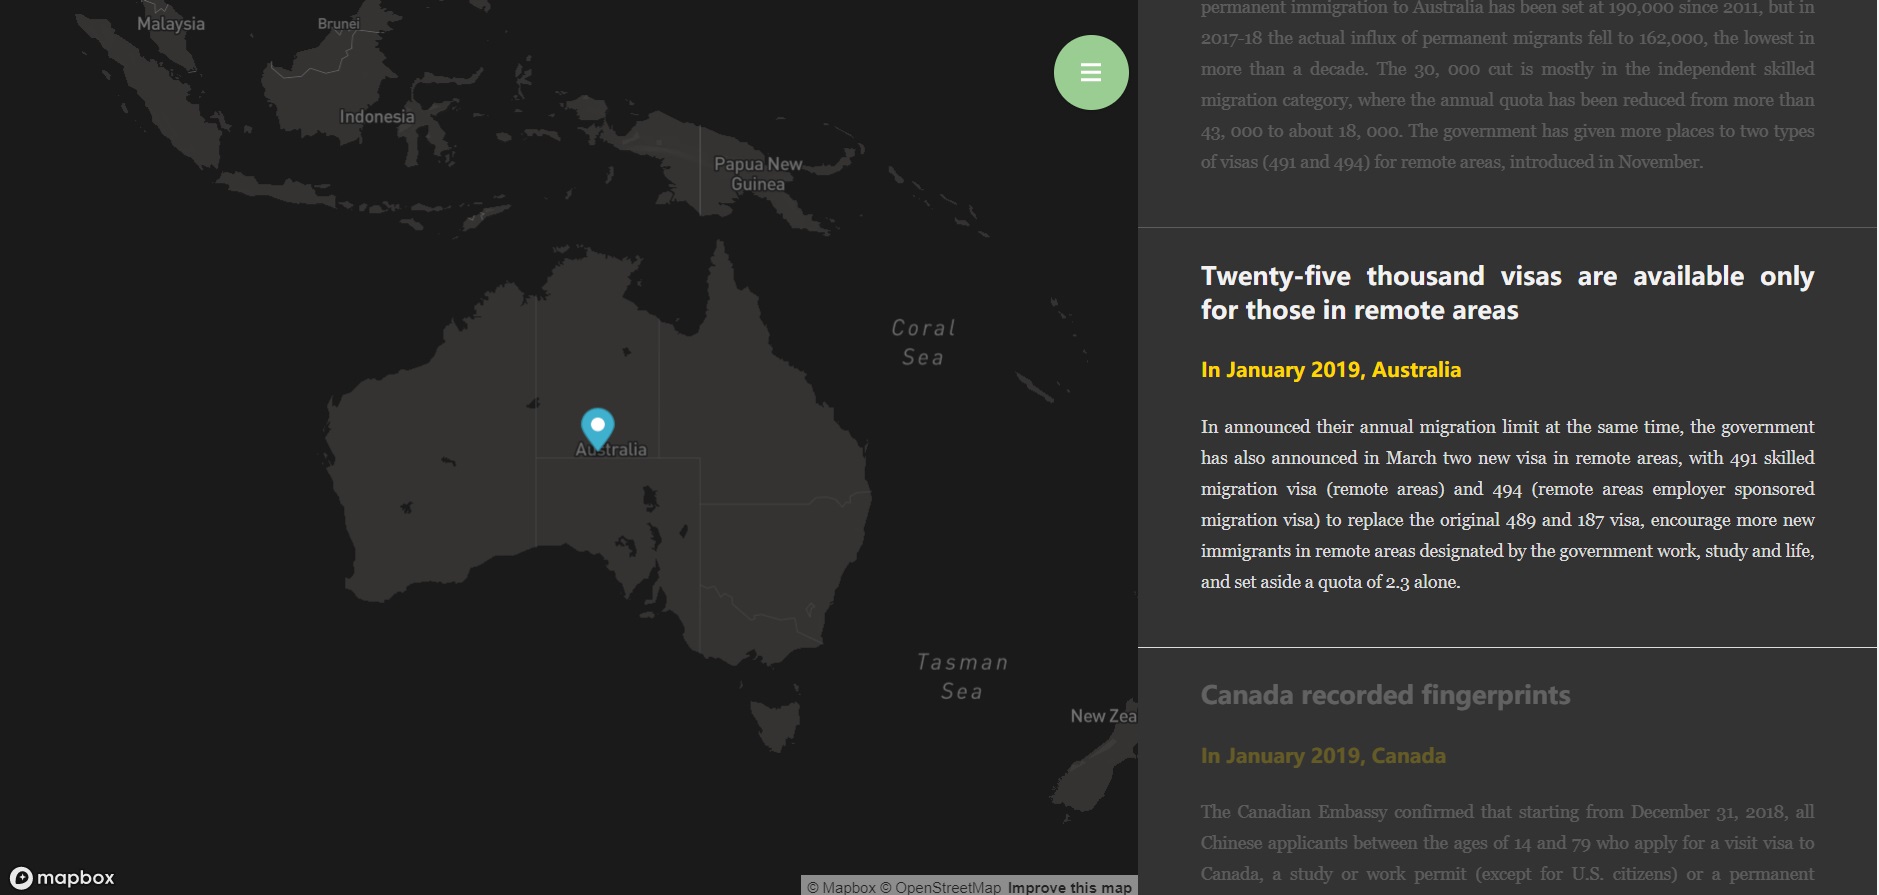 Malaysia
Brunei
Indonesia
Papua New
Guinea
Coral
Sea
Australia
Tasman
Sea
New Zea
mapbox
© Mapbox © OpenStreetMap Improve this map
permanent immigration to Australia has been set at 190,000 since 2011, but in
2017-18 the actual influx of permanent migrants fell to 162,000, the lowest in
more than a decade. The 30, 000 cut is mostly in the independent skilled
migration category, where the annual quota has been reduced from more than
43, 000 to about 18, 000. The government has given more places to two types
of visas (491 and 494) for remote areas, introduced in November.
Twenty-five thousand visas are available only
for those in remote areas
In January 2019, Australia
In announced their annual migration limit at the same time, the government
has also announced in March two new visa in remote areas, with 491 skilled
migration visa (remote areas) and 494 (remote areas employer sponsored
migration visa) to replace the original 489 and 187 visa, encourage more new
immigrants in remote areas designated by the government work, study and life,
and set aside a quota of 2.3 alone.
Canada recorded fingerprints
In January 2019, Canada
The Canadian Embassy confirmed that starting from December 31, 2018, all
Chinese applicants between the ages of 14 and 79 who apply for a visit visa to
Canada, a study or work permit (except for U.S. citizens) or a permanent